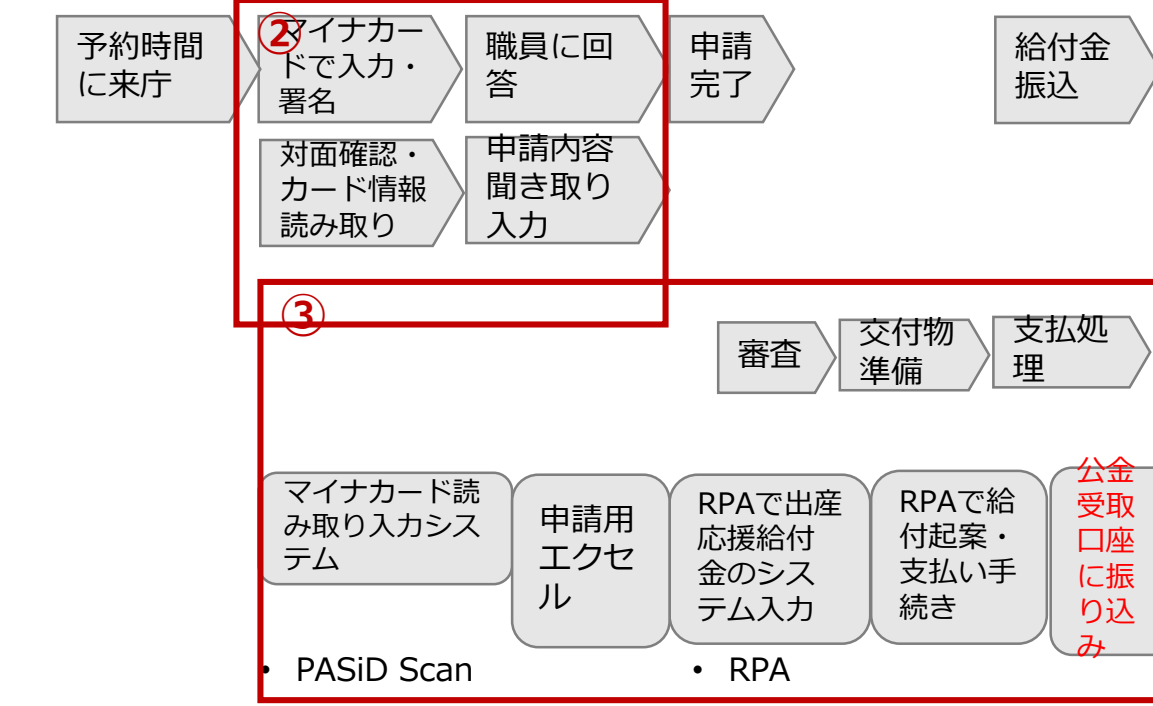 予約時間
に来庁
②
マイナカー
ドで入力・
署名
職員に回
答
申請
完了
給付金
振込
対面確認・
カード情報
読み取り
申請内容
聞き取り
入力
③
審査
交付物
準備
支払処
理
マイナカード読
み取り入力シス
テム
申請用
エクセ
ル
RPAで出産
応援給付
金のシス
テム入力
RPAで給
付起案・
支払い手
続き
公金
受取
口座
に振
り込
み
• PASiD Scan
• RPA